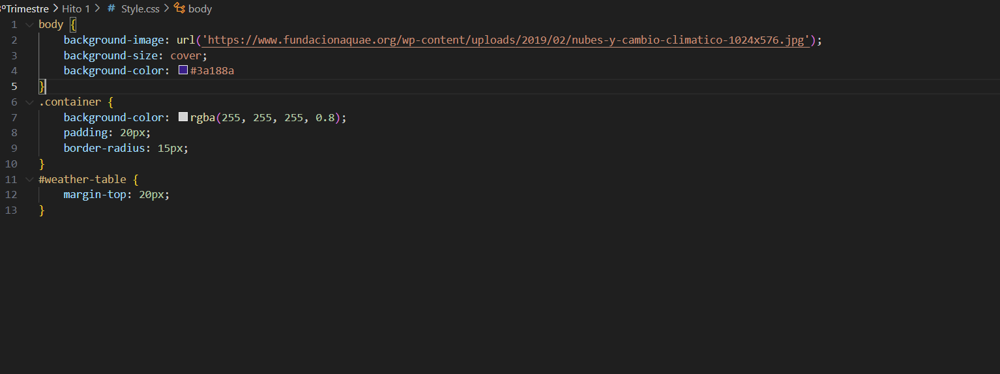 ºTrimestre > Hito 1 > # Style.css > body
1 body {
2 background-image: url('https://www.fundacionaquae.org/wp-content/uploads/2019/02/nubes-y-cambio-climatico-1024x576.jpg');
3 background-size: cover;
4 background-color: #3a188a
5 }
6 .container {
7 background-color: rgba(255, 255, 255, 0.8);
8 padding: 20px;
9 border-radius: 15px;
10 }
11 #weather-table {
12 margin-top: 20px;
13 }